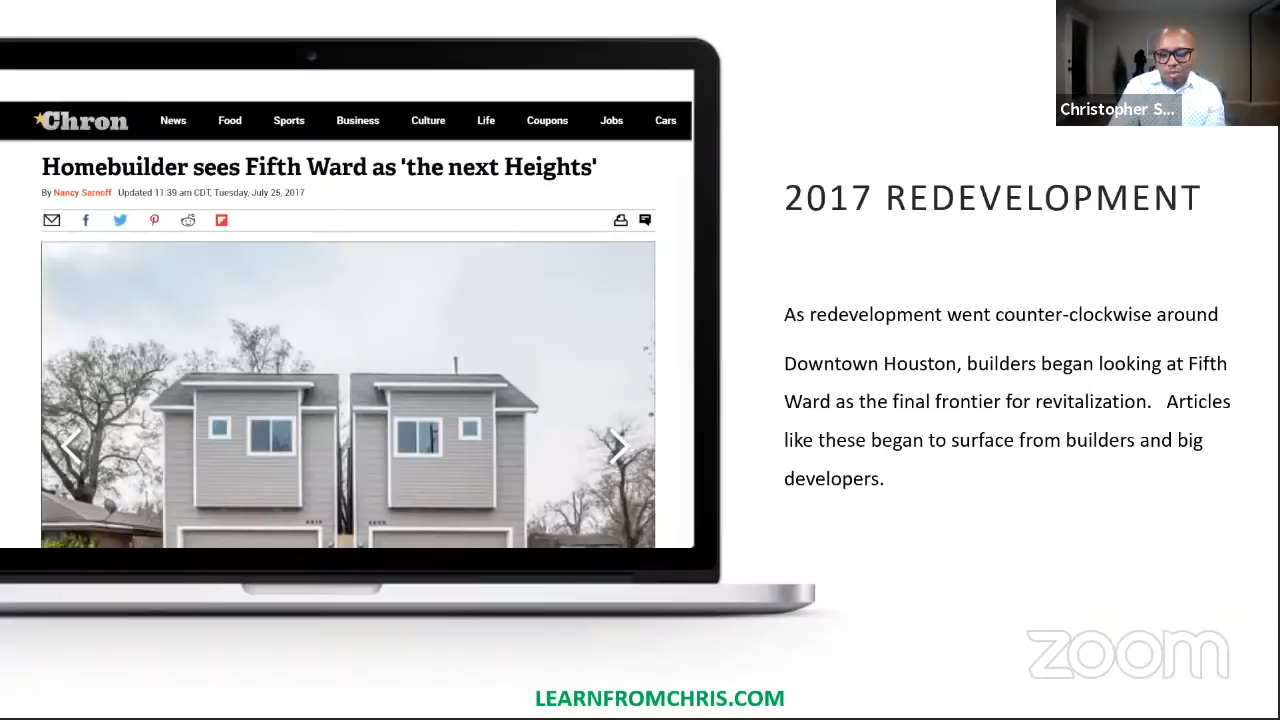 Christopher S...
Chron
News Food Sports Business Culture Life Coupons Jobs Cars
Homebuilder sees Fifth Ward as 'the next Heights'
By Nancy Sarnoff Updated 11:39 am CDT, Tuesday, July 25, 2017
2017 REDEVELOPMENT
As redevelopment went counter-clockwise around
Downtown Houston, builders began looking at Fifth
Ward as the final frontier for revitalization. Articles
like these began to surface from builders and big
developers.
zoom
LEARNFROMCHRIS.COM